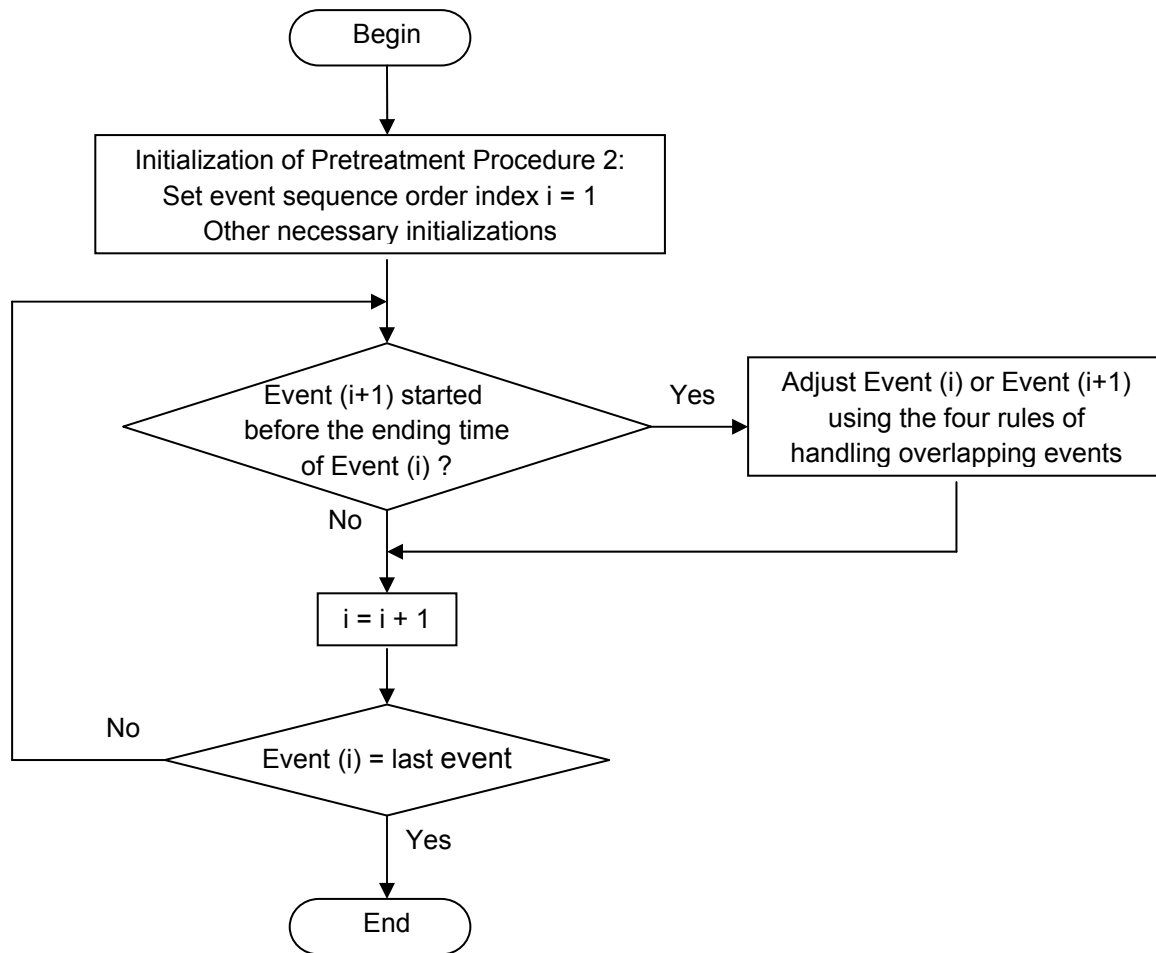 Begin
Initialization of Pretreatment Procedure 2:
Set event sequence order index i = 1
Other necessary initializations
Event (i+1) started
before the ending time
of Event (i) ?
Yes
Adjust Event (i) or Event (i+1)
using the four rules of
handling overlapping events
No
i = i + 1
No
Event (i) = last event
Yes
End